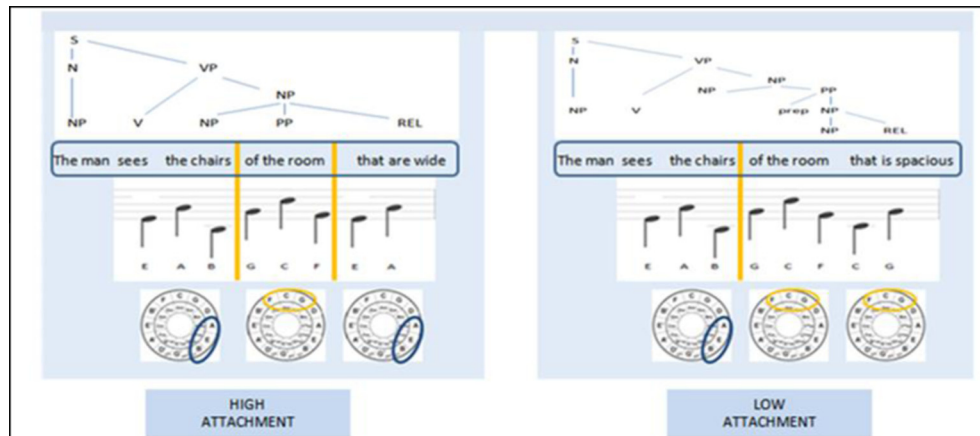 S
N VP
NP
NP V NP PP REL
The man sees the chairs of the room that are wide
E A B G C F E A
F C G
HIGH
ATTACHMENT
S
N VP
NP
NP PP
NP V prep NP
NP REL
The man sees the chairs of the room that is spacious
E A B G C F C G
F C G
F C G
LOW
ATTACHMENT